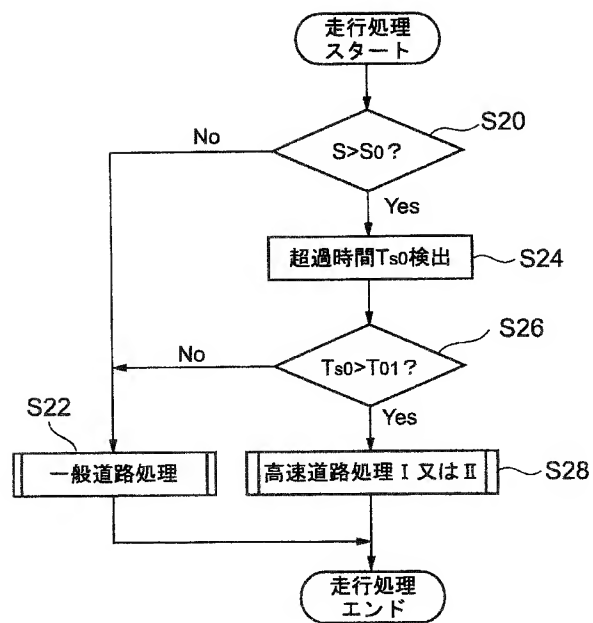 走行処理
スタート
S20
No
S>S0?
Yes
超過時間Ts0検出
S24
S26
No
Ts0>T01?
S22
Yes
一般道路処理
高速道路処理Ⅰ又はⅡ
S28
走行処理
エンド